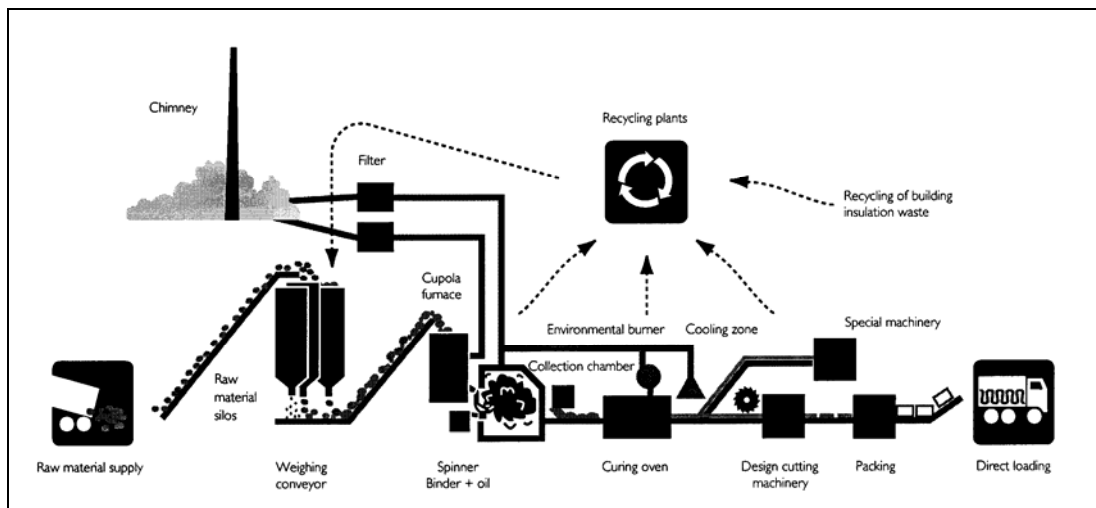 Chimney
Recycling plants
Filter
Recycling of building
insulation waste
Cupola
furnace
Environmental burner
Cooling zone
Special machinery
Collection chamber
Raw
material
silos
Raw material supply
Weighing
conveyor
Spinner
Binder + oil
Curing oven
Design cutting
machinery
Packing
Direct loading